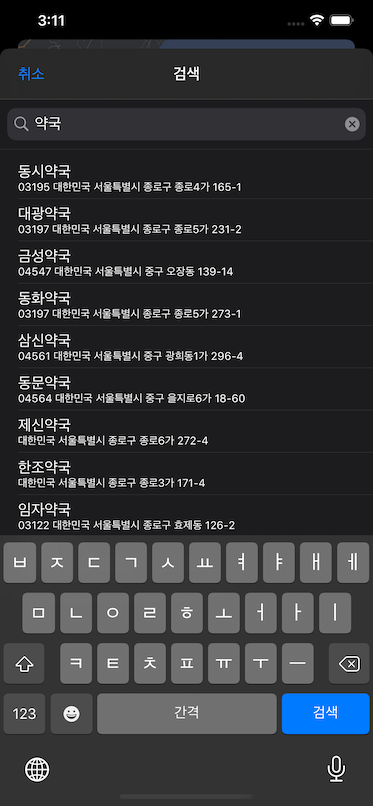 3:11
취소
검색
약국
동시약국
03195 대한민국 서울특별시 종로구 종로4가 165-1
대광약국
03197 대한민국 서울특별시 종로구 종로5가 231-2
금성약국
04547 대한민국 서울특별시 중구 오장동 139-14
동화약국
03197 대한민국 서울특별시 종로구 종로5가 273-1
삼신약국
04561 대한민국 서울특별시 중구 광희동1가 296-4
동문약국
04564 대한민국 서울특별시 중구 을지로6가 18-60
제신약국
대한민국 서울특별시 종로구 종로6가 272-4
한조약국
대한민국 서울특별시 종로구 종로3가 171-4
임자약국
03122 대한민국 서울특별시 종로구 효제동 126-2
ㅂ ㅈ ㄷ ㄱ ㅅ ㅛ ㅕ ㅑ ㅐ ㅔ
ㅁ ㄴ ㅇ ㄹ ㅎ ㅗ ㅓ ㅏ ㅣ
ㅋ ㅌ ㅊ ㅍ ㅠ ㅜ ㅡ
123 간격 검색